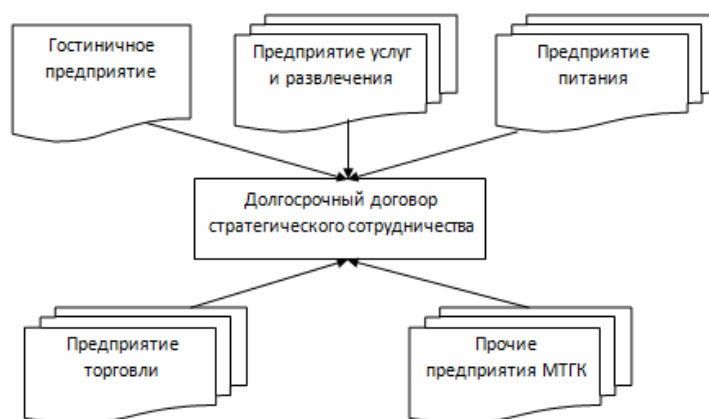 Гостиничное
предприятие
Предприятие услуг
и развлечения
Предприятие
питания
Долгосрочный договор
стратегического сотрудничества
Предприятие
торговли
Прочие
предприятия МТГК